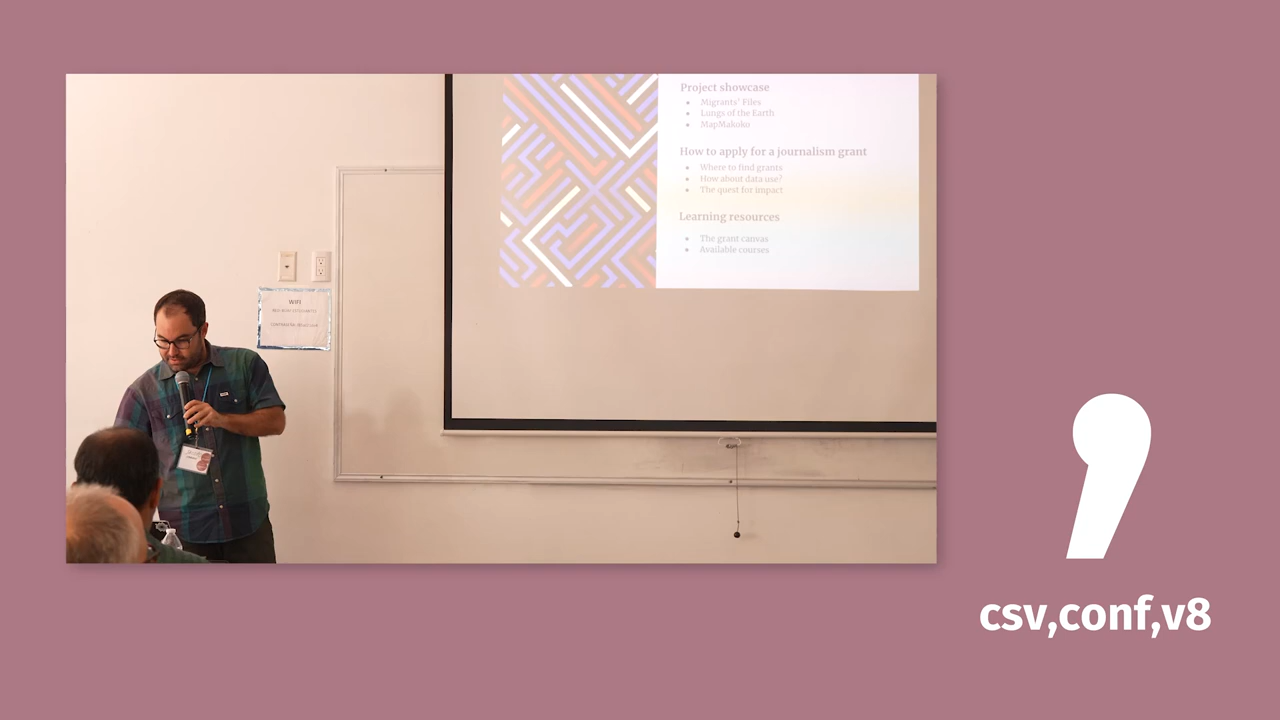 Project showcase
Migrants' Files
Lungs of the Earth
MapMakoko
How to apply for a journalism grant
Where to find grants
How about data use?
The quest for impact
Learning resources
The grant canvas
Available courses
WIFI
csv,conf,v8